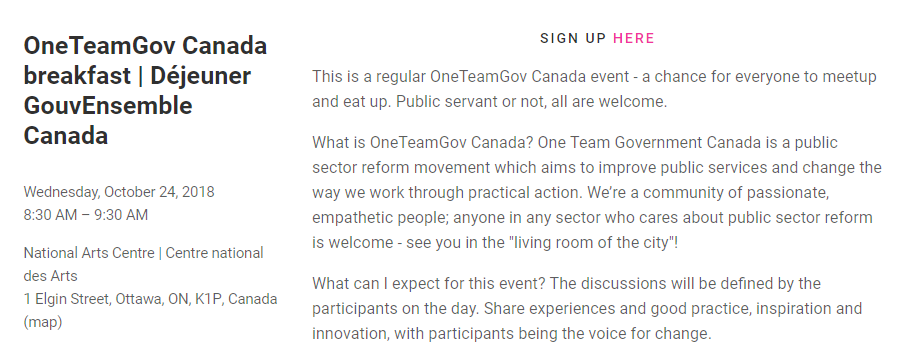 OneTeamGov Canada
breakfast | Déjeuner
GouvEnsemble
Canada
Wednesday, October 24, 2018
8:30 AM – 9:30 AM
National Arts Centre | Centre national
des Arts
1 Elgin Street, Ottawa, ON, K1P, Canada
(map)
SIGN UP HERE
This is a regular OneTeamGov Canada event - a chance for everyone to meetup
and eat up. Public servant or not, all are welcome.
What is OneTeamGov Canada? One Team Government Canada is a public
sector reform movement which aims to improve public services and change the
way we work through practical action. We’re a community of passionate,
empathetic people; anyone in any sector who cares about public sector reform
is welcome - see you in the "living room of the city"!
What can I expect for this event? The discussions will be defined by the
participants on the day. Share experiences and good practice, inspiration and
innovation, with participants being the voice for change.